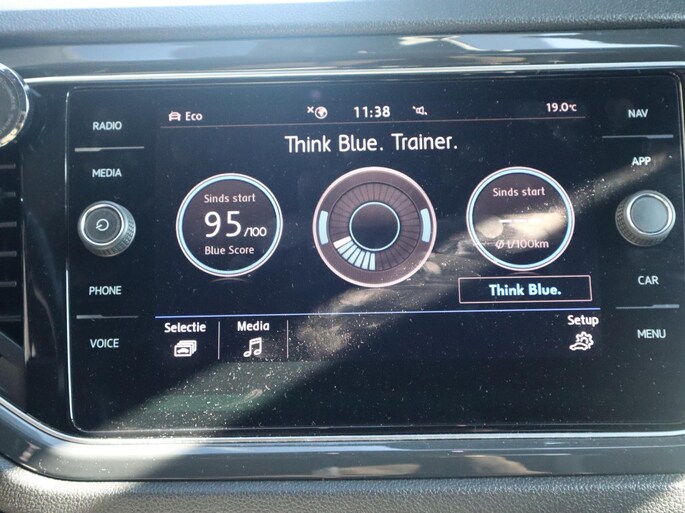 RADIO
MEDIA
PHONE
VOICE
Eco
11:38
19.0°C
Think Blue. Trainer.
Sinds start
95/100
Blue Score
Sinds start
--.-
Ø l/100km
Think Blue.
Selectie
Media
Setup
NAV
APP
CAR
MENU